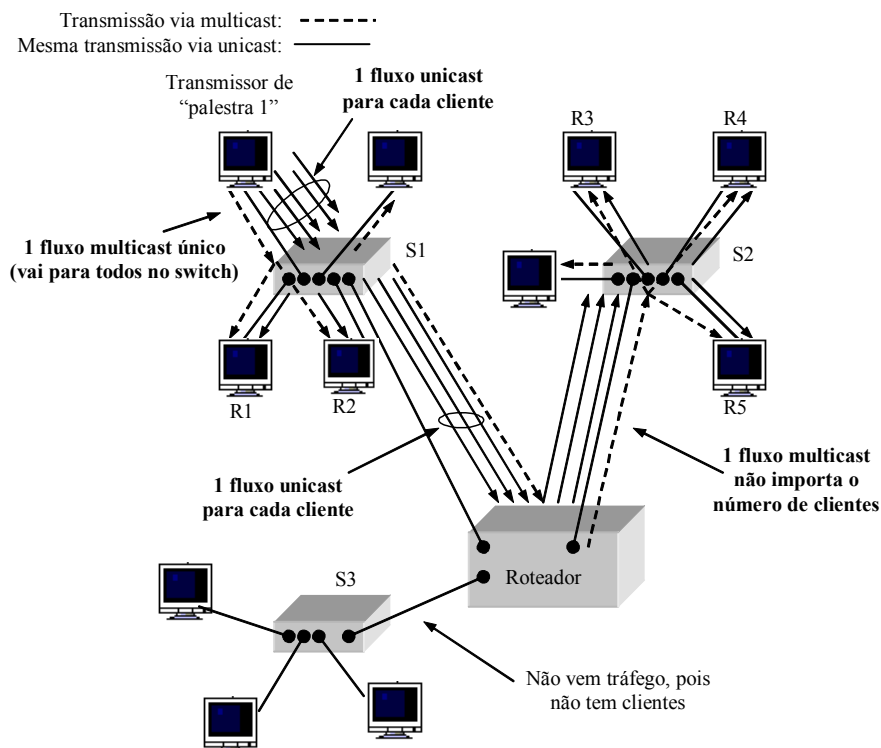 Transmissão via multicast:
Mesma transmissão via unicast:
Transmissor de
“palestra 1”
1 fluxo unicast
para cada cliente
R3
R4
1 fluxo multicast único
(vai para todos no switch)
S1
S2
R1
R2
R5
1 fluxo unicast
para cada cliente
1 fluxo multicast
não importa o
número de clientes
Roteador
S3
Não vem tráfego, pois
não tem clientes